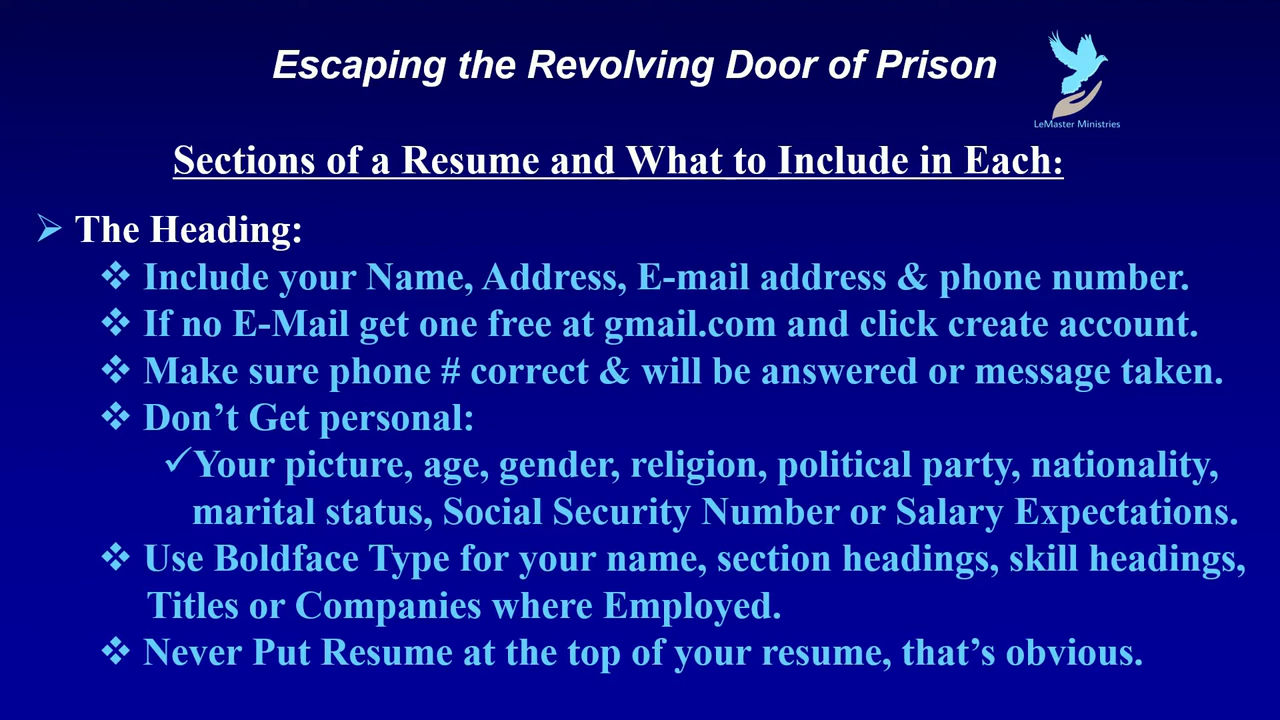 Escaping the Revolving Door of Prison
LeMaster Ministries
Sections of a Resume and What to Include in Each:
The Heading:
Include your Name, Address, E-mail address & phone number.
If no E-Mail get one free at gmail.com and click create account.
Make sure phone # correct & will be answered or message taken.
Don’t Get personal:
Your picture, age, gender, religion, political party, nationality,
marital status, Social Security Number or Salary Expectations.
Use Boldface Type for your name, section headings, skill headings,
Titles or Companies where Employed.
Never Put Resume at the top of your resume, that’s obvious.